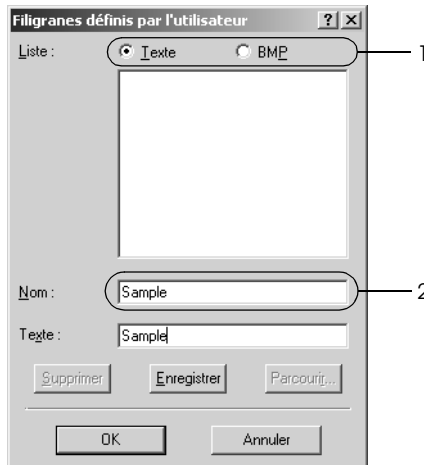 Filigranes définis par l'utilisateur
Liste : Texte BMP 1
Nom : Sample 2
Texte : Sample
Supprimer Enregistrer Parcourir...
OK Annuler